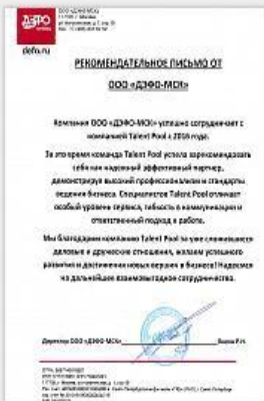 ДЭФО
ООО «ДЭФО-МСК»
defo.ru
РЕКОМЕНДАТЕЛЬНОЕ ПИСЬМО ОТ
ООО «ДЭФО-МСК»
Компания ООО «ДЭФО-МСК» успешно сотрудничает с
компанией Talent Pool с 2016 года.
За это время команда Talent Pool успела зарекомендовать
себя как надежный эффективный партнер,
демонстрируя высокий профессионализм и стандарты
ведения бизнеса. Специалистов Talent Pool отличает
особый уровень сервиса, гибкость в коммуникации и
ответственный подход к работе.
Мы благодарим компанию Talent Pool за уже сложившиеся
деловые и дружеские отношения, желаем успешного
развития и достижения новых вершин в бизнесе! Надеемся
на дальнейшее взаимовыгодное сотрудничество.
Директор ООО «ДЭФО-МСК»